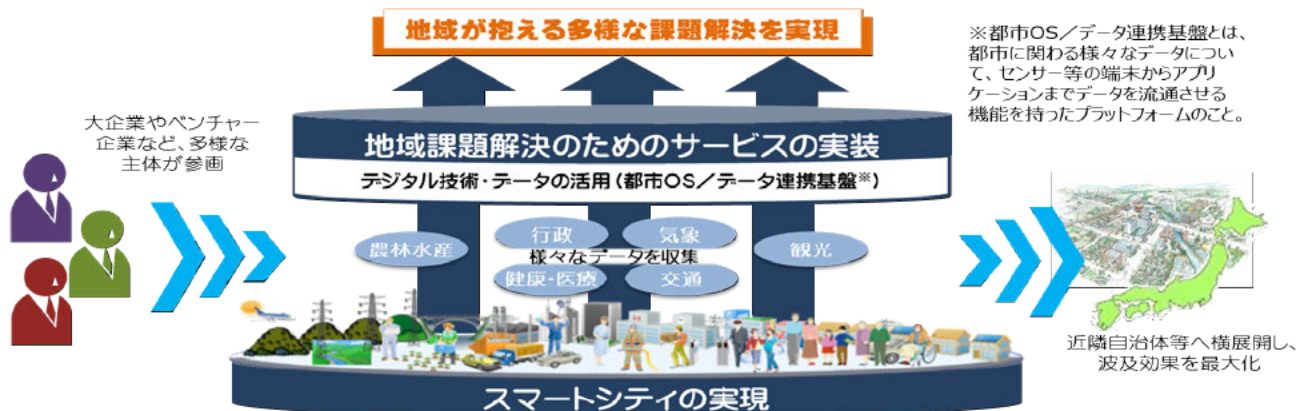 地域が抱える多様な課題解決を実現
※都市OS/データ連携基盤とは、
都市に関わる様々なデータについ
て、センサー等の端末からアプリ
ケーションまでデータを流通させる
機能を持ったプラットフォームのこと。
大企業やベンチャー
企業など、多様な
主体が参画
地域課題解決のためのサービスの実装
デジタル技術・データの活用(都市OS/データ連携基盤※)
農林水産
行政
気象
観光
様々なデータを収集
健康・医療
交通
近隣自治体等へ横展開し、
波及効果を最大化
スマートシティの実現